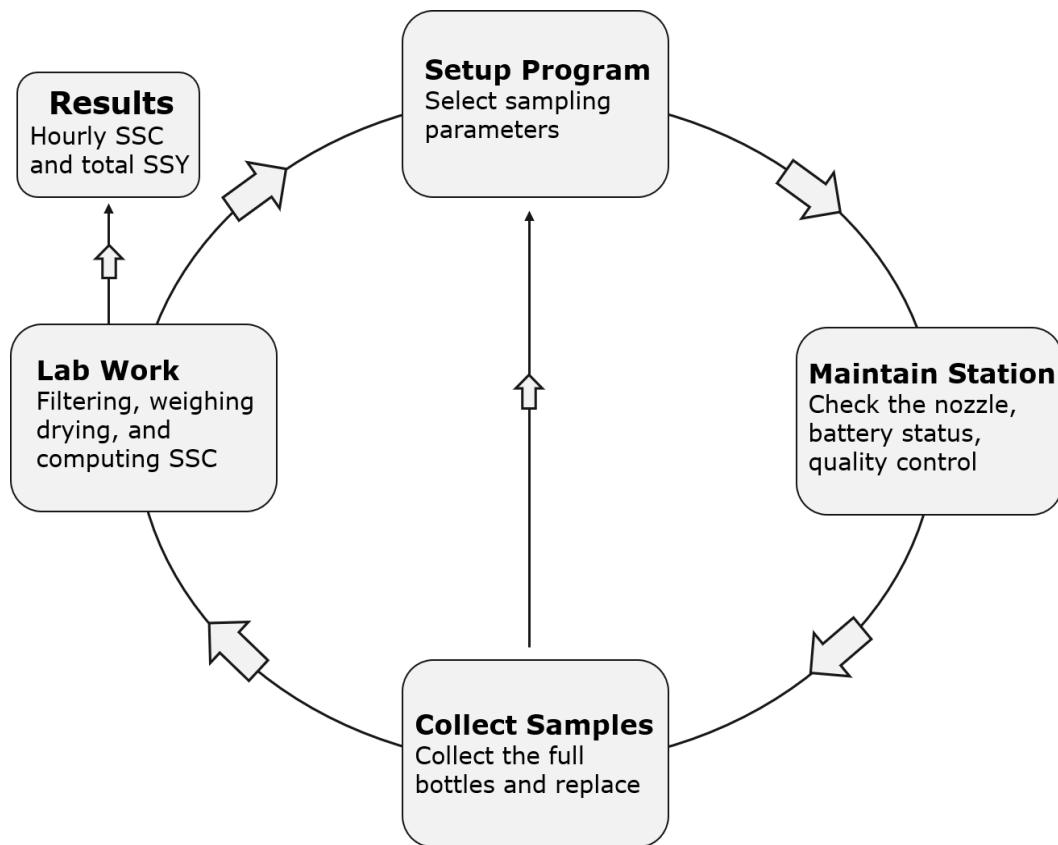 Setup Program
Select sampling
parameters
Results
Hourly SSC
and total SSY
Lab Work
Filtering, weighing
drying, and
computing SSC
Maintain Station
Check the nozzle,
battery status,
quality control
Collect Samples
Collect the full
bottles and replace